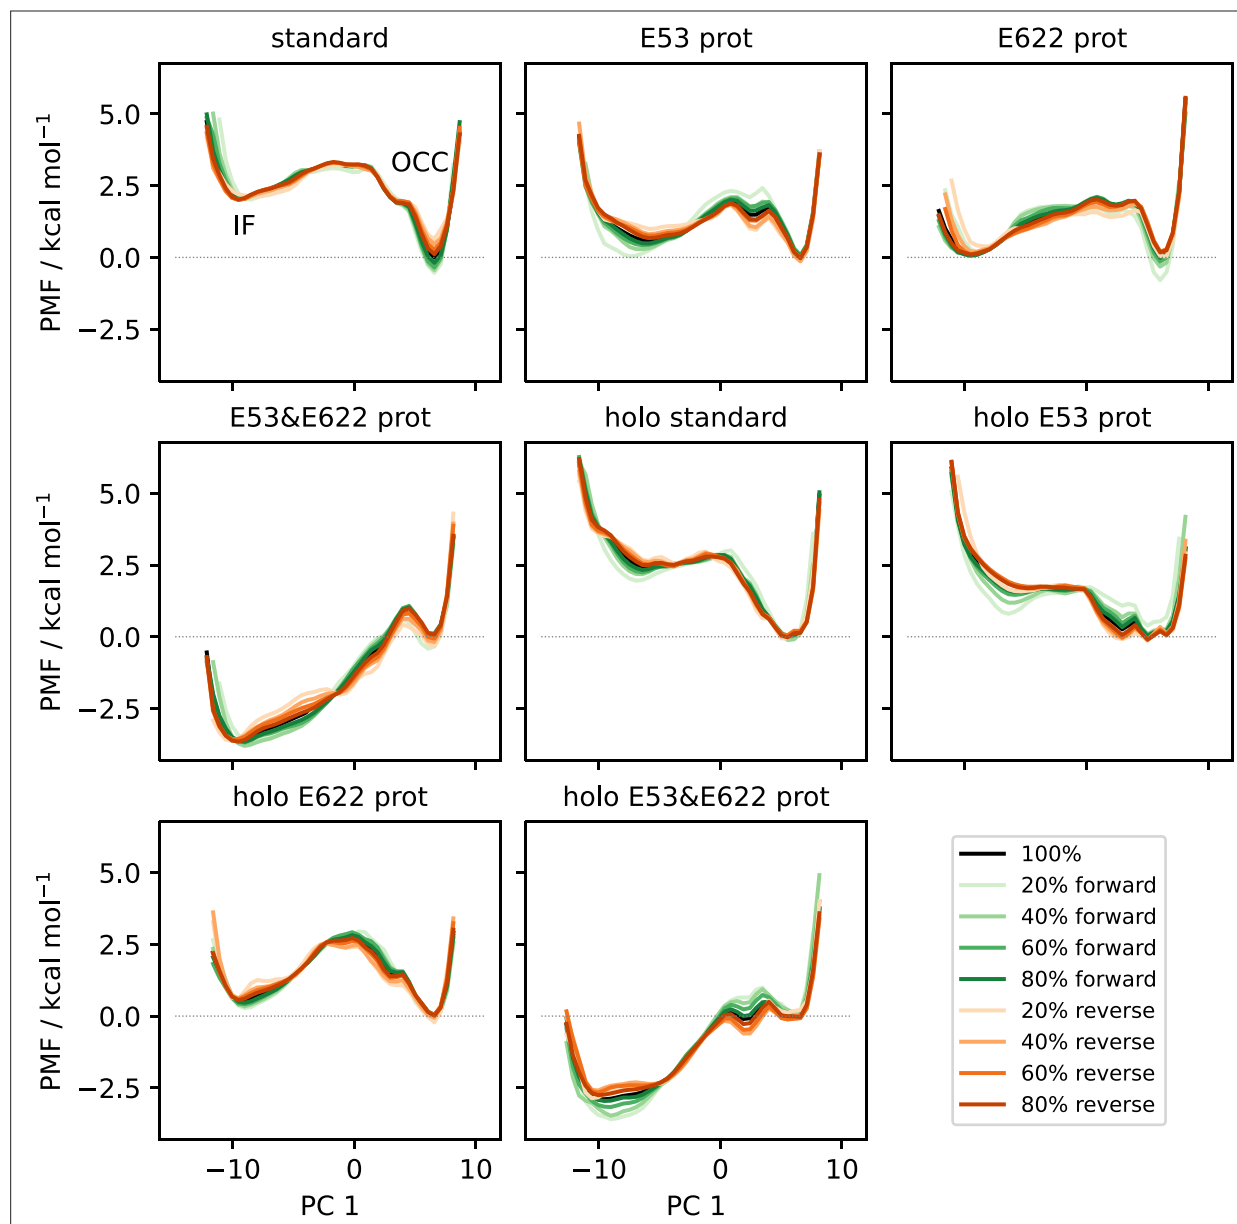 standard
E53 prot
E622 prot
PMF / kcal mol⁻¹
5.0
2.5
0.0
−2.5
IF
OCC
−10
0
10
E53&E622 prot
holo standard
holo E53 prot
PMF / kcal mol⁻¹
5.0
2.5
0.0
−2.5
holo E622 prot
holo E53&E622 prot
PMF / kcal mol⁻¹
5.0
2.5
0.0
−2.5
−10
0
10
PC 1
−10
0
10
PC 1
100%
20% forward
40% forward
60% forward
80% forward
20% reverse
40% reverse
60% reverse
80% reverse